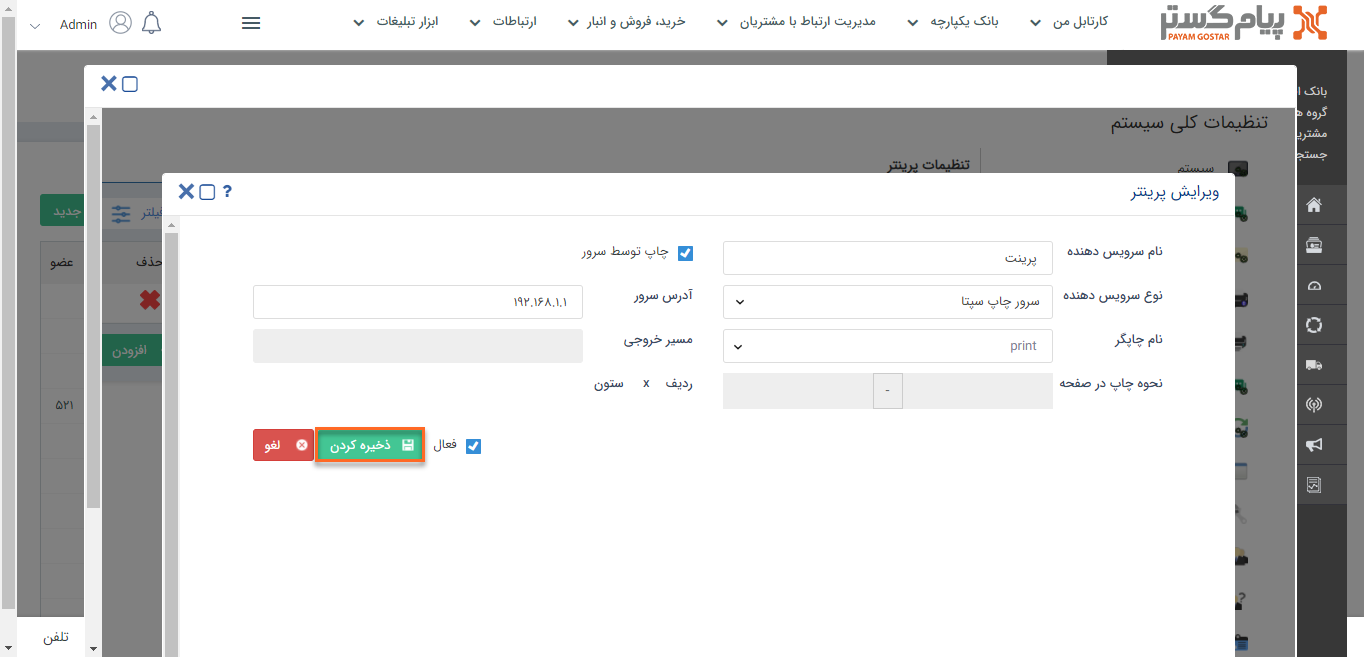 پیام گستر
PAYAM GOSTAR
کارتابل من
بانک یکپارچه
مدیریت ارتباط با مشتریان
خرید، فروش و انبار
ارتباطات
ابزار تبلیغات
Admin
بانک ا
گروه ه
مشتری
جستج
تنظیمات کلی سیستم
سیستم
تنظیمات پرینتر
جدید
فیلتر
عضو
حذف
افزودن
۵۲۱
تلفن
ویرایش پرینتر
?
نام سرویس دهنده
پرینت
چاپ توسط سرور
نوع سرویس دهنده
سرور چاپ سپتا
آدرس سرور
۱۹۲.۱۶۸.۱.۱
نام چاپگر
print
مسیر خروجی
نحوه چاپ در صفحه
-
ردیف x ستون
فعال
ذخیره کردن
لغو